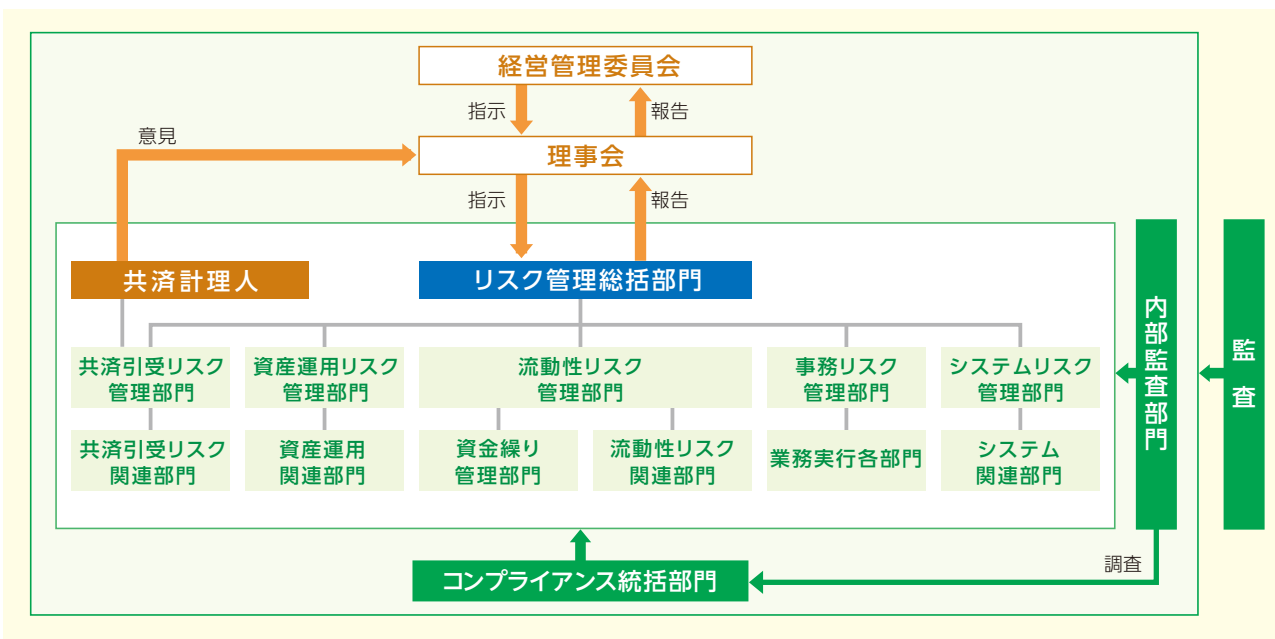 経営管理委員会
指示
報告
意見
理事会
指示
報告
共済計理人
リスク管理総括部門
共済引受リスク
管理部門
資産運用リスク
管理部門
流動性リスク
管理部門
事務リスク
管理部門
システムリスク
管理部門
共済引受リスク
関連部門
資産運用
関連部門
資金繰り
管理部門
流動性リスク
関連部門
業務実行各部門
システム
関連部門
内部監査部門
監査
コンプライアンス統括部門
調査